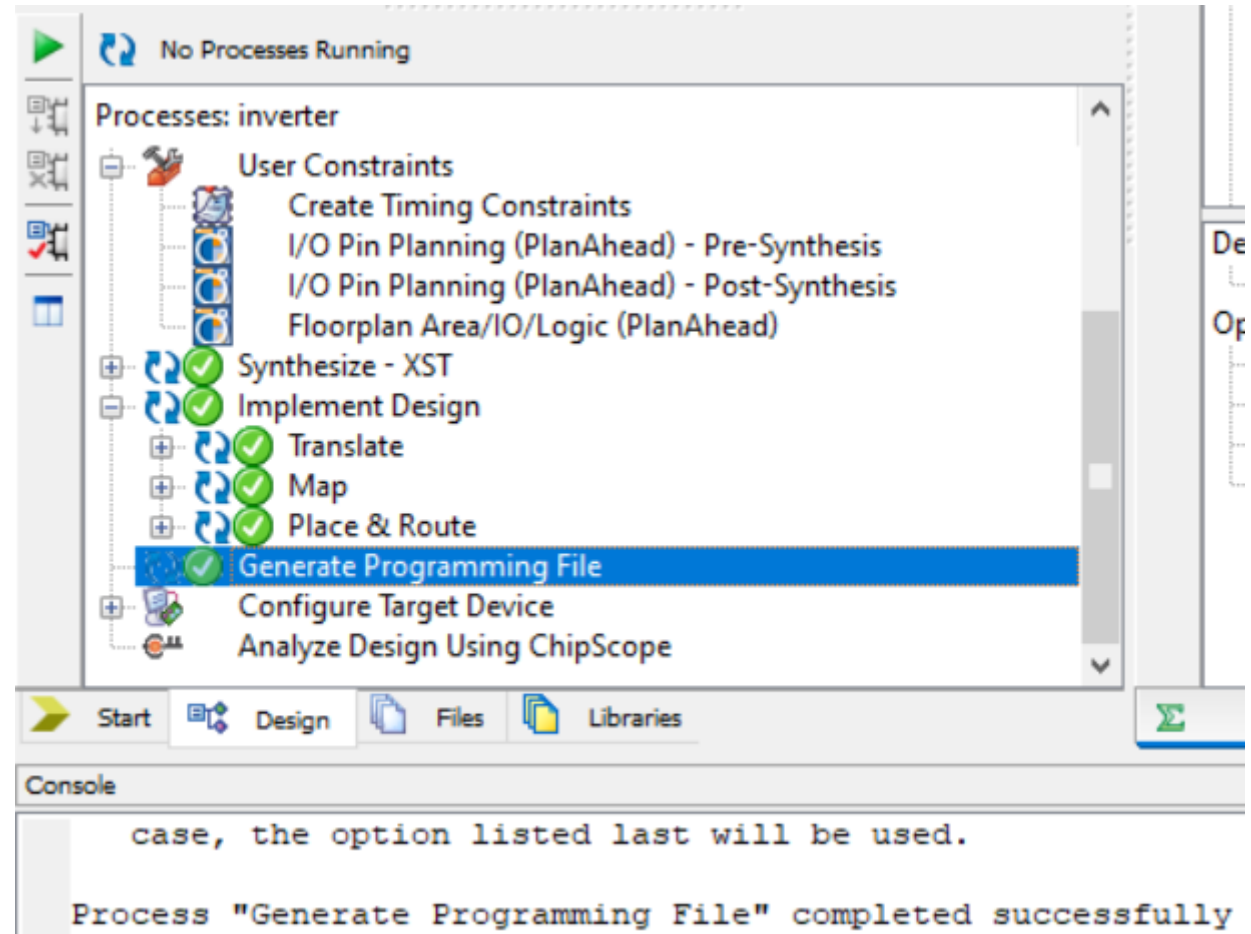 No Processes Running
Processes: inverter
User Constraints
Create Timing Constraints
I/O Pin Planning (PlanAhead) - Pre-Synthesis
I/O Pin Planning (PlanAhead) - Post-Synthesis
Floorplan Area/IO/Logic (PlanAhead)
Synthesize - XST
Implement Design
Translate
Map
Place & Route
Generate Programming File
Configure Target Device
Analyze Design Using ChipScope
De
Op
Start Design Files Libraries
Console
case, the option listed last will be used.
Process "Generate Programming File" completed successfully